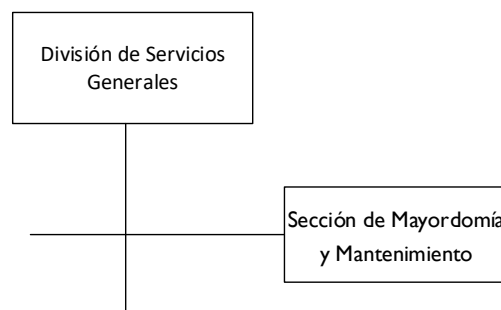 División de Servicios
Generales
Sección de Mayordomía
y Mantenimiento